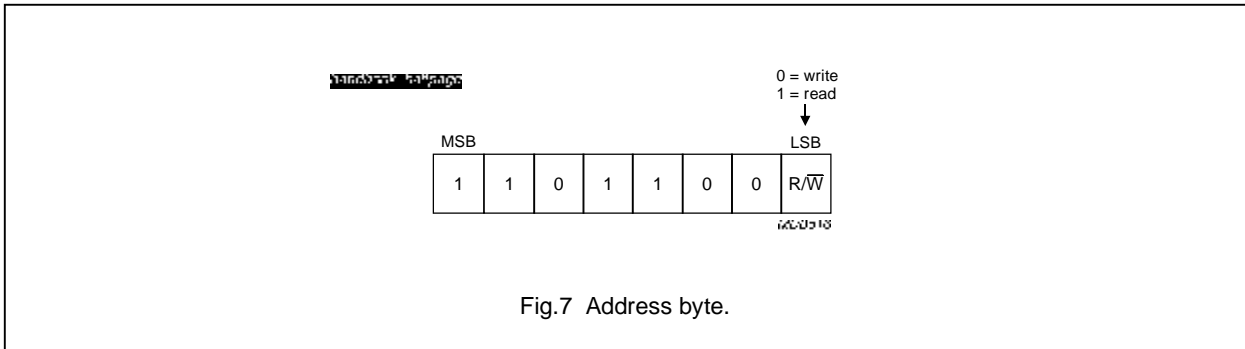 0 = write
1 = read
MSB LSB
1 1 0 1 1 0 0 R/W̅
Fig.7 Address byte.